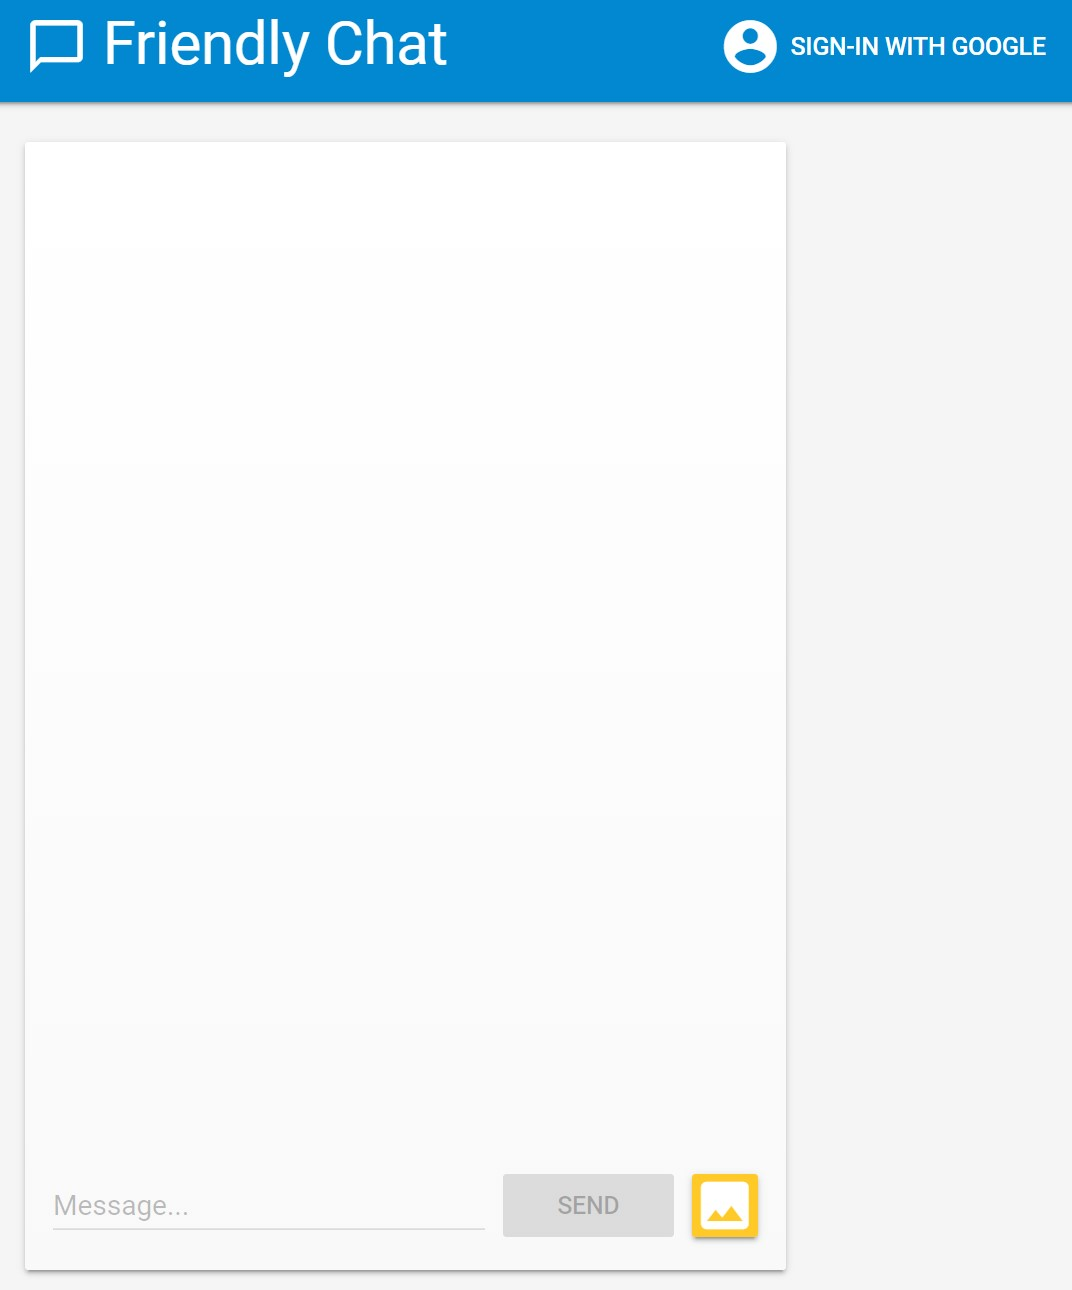 Friendly Chat
SIGN-IN WITH GOOGLE
Message...
SEND